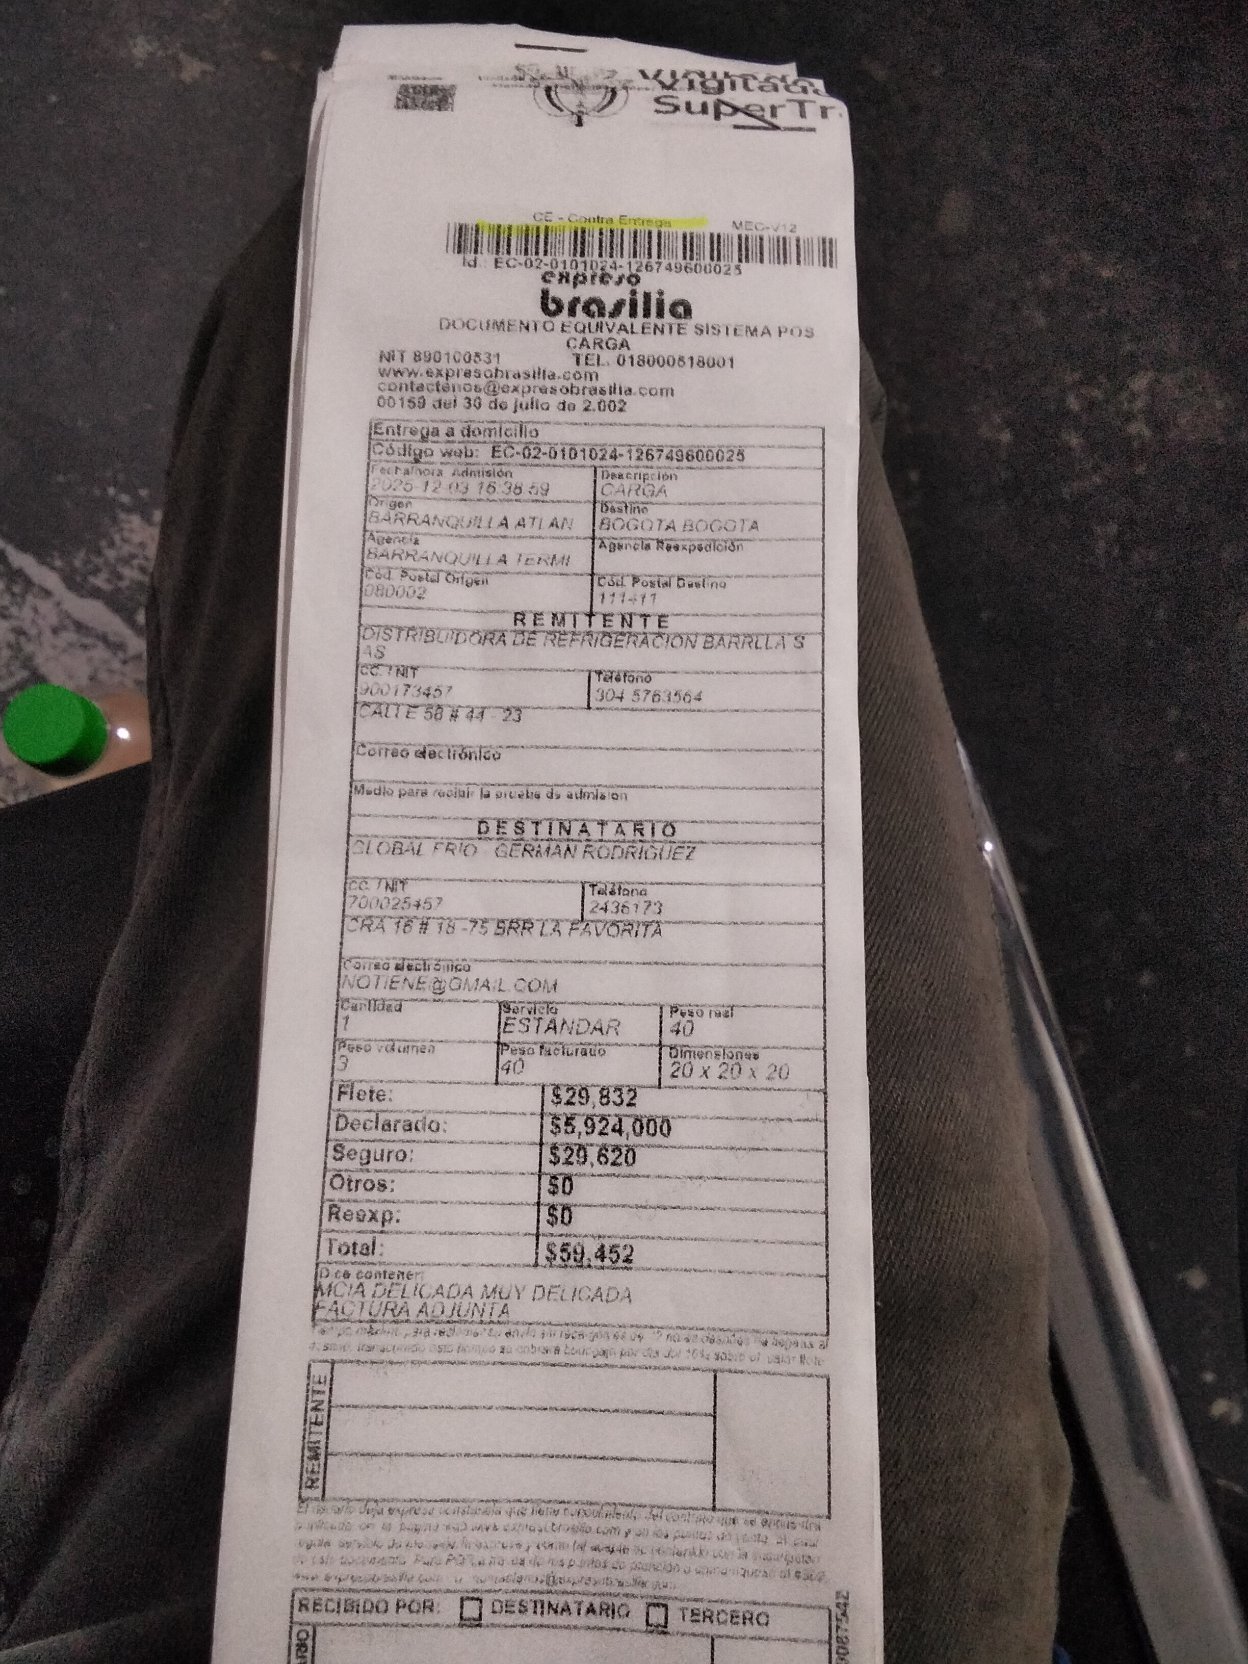 Vigilado
SuperTr
CE - Contra Entrega MEC-V12
Id.: EC-02-0101024-126749600025
expreso
brasilia
DOCUMENTO EQUIVALENTE SISTEMA POS
CARGA
NIT 890100531 TEL. 018000518001
www.expresobrasilia.com
contactenos@expresobrasilia.com
00159 del 30 de julio de 2.002
Entrega a domicilio
Código web: EC-02-0101024-126749600025
Fecha/hora Admisión Descripción
2025-12-03 16:38:59 CARGA
Origen Destino
BARRANQUILLA ATLAN BOGOTA BOGOTA
Agencia Agencia Reexpedición
BARRANQUILLA TERMI
Cód. Postal Origen Cód. Postal Destino
080002 111411
REMITENTE
DISTRIBUIDORA DE REFRIGERACION BARRLLA S
AS
CC. / NIT Teléfono
900173457 304 5763564
CALLE 58 # 44 - 23
Correo electrónico
Medio para recibir la prueba de admision
DESTINATARIO
GLOBAL FRIO - GERMAN RODRIGUEZ
CC. / NIT Teléfono
700025457 2436173
CRA 16 # 18 -75 BRR LA FAVORITA
Correo electrónico
NOTIENE@GMAIL.COM
Cantidad Servicio Peso real
1 ESTANDAR 40
Peso volumen Peso facturado Dimensiones
3 40 20 x 20 x 20
Flete: $29,832
Declarado: $5,924,000
Seguro: $29,620
Otros: $0
Reexp: $0
Total: $59,452
Dice contener:
MCIA DELICADA MUY DELICADA
FACTURA ADJUNTA
REMITENTE
RECIBIDO POR: DESTINATARIO TERCERO